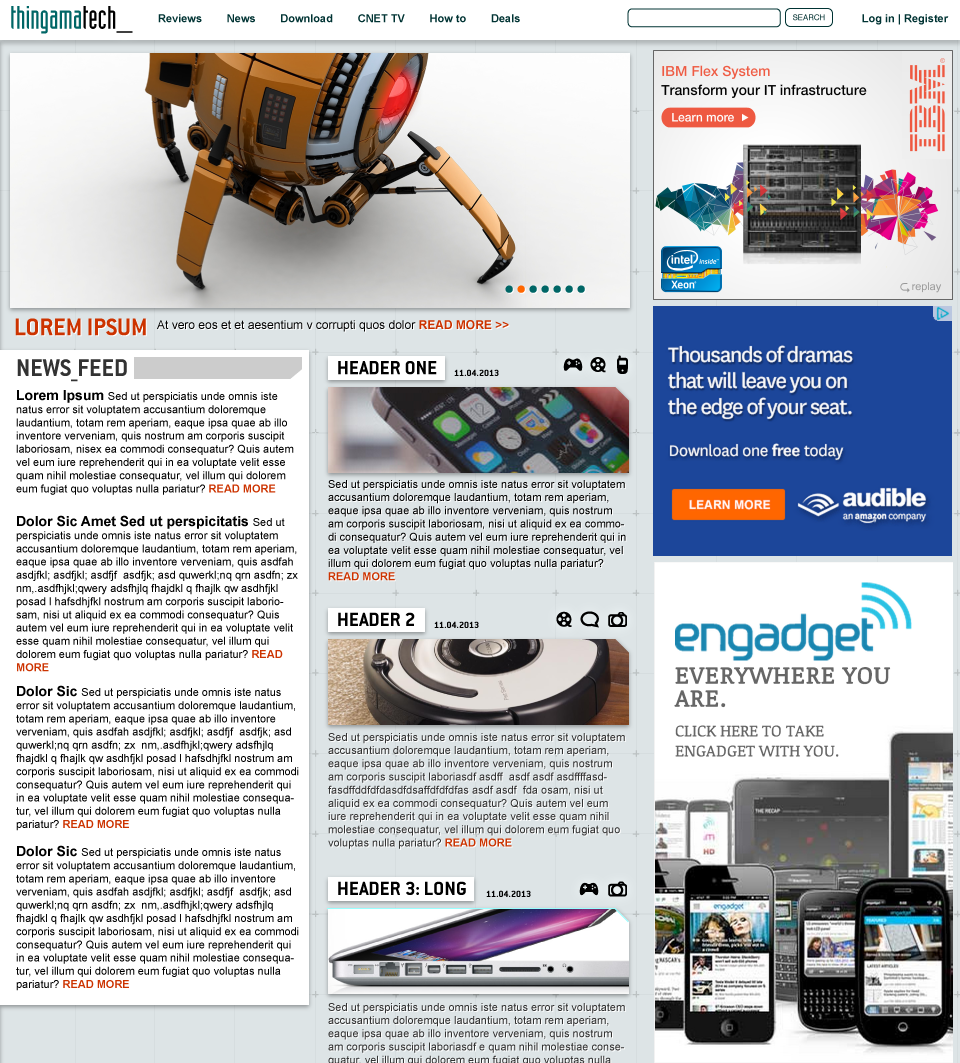 thingamatech_
Reviews News Download CNET TV How to Deals
SEARCH
Log in | Register
IBM Flex System
Transform your IT infrastructure
Learn more
IBM
intel inside™
Xeon®
replay
LOREM IPSUM At vero eos et et aesentium v corrupti quos dolor READ MORE >>
NEWS_FEED
Lorem Ipsum Sed ut perspiciatis unde omnis iste
natus error sit voluptatem accusantium doloremque
laudantium, totam rem aperiam, eaque ipsa quae ab illo
inventore verveniam, quis nostrum am corporis suscipit
laboriosam, nisex ea commodi consequatur? Quis autem
vel eum iure reprehenderit qui in ea voluptate velit esse
quam nihil molestiae consequatur, vel illum qui dolorem
eum fugiat quo voluptas nulla pariatur? READ MORE
Dolor Sic Amet Sed ut perspicitatis Sed ut
perspiciatis unde omnis iste natus error sit voluptatem
accusantium doloremque laudantium, totam rem aperiam,
eaque ipsa quae ab illo inventore verveniam, quis asdfah
asdjfkl; asdfjkl; asdfjf asdfjk; asd quwerkl;nq qrn asdfn; zx
nm,.asdfhjkl;qwery adsfhjlq fhajdkl q fhajlk qw asdhfjkl
posad l hafsdhjfkl nostrum am corporis suscipit laborio-
sam, nisi ut aliquid ex ea commodi consequatur? Quis
autem vel eum iure reprehenderit qui in ea voluptate velit
esse quam nihil molestiae consequatur, vel illum qui
dolorem eum fugiat quo voluptas nulla pariatur? READ
MORE
Dolor Sic Sed ut perspiciatis unde omnis iste natus
error sit voluptatem accusantium doloremque laudantium,
totam rem aperiam, eaque ipsa quae ab illo inventore
verveniam, quis asdfah asdjfkl; asdfjkl; asdfjf asdfjk; asd
quwerkl;nq qrn asdfn; zx nm,.asdfhjkl;qwery adsfhjlq
fhajdkl q fhajlk qw asdhfjkl posad l hafsdhjfkl nostrum am
corporis suscipit laboriosam, nisi ut aliquid ex ea commodi
consequatur? Quis autem vel eum iure reprehenderit qui
in ea voluptate velit esse quam nihil molestiae consequa-
tur, vel illum qui dolorem eum fugiat quo voluptas nulla
pariatur? READ MORE
Dolor Sic Sed ut perspiciatis unde omnis iste natus
error sit voluptatem accusantium doloremque laudantium,
totam rem aperiam, eaque ipsa quae ab illo inventore
verveniam, quis asdfah asdjfkl; asdfjkl; asdfjf asdfjk; asd
quwerkl;nq qrn asdfn; zx nm,.asdfhjkl;qwery adsfhjlq
fhajdkl q fhajlk qw asdhfjkl posad l hafsdhjfkl nostrum am
corporis suscipit laboriosam, nisi ut aliquid ex ea commodi
consequatur? Quis autem vel eum iure reprehenderit qui
in ea voluptate velit esse quam nihil molestiae consequa-
tur, vel illum qui dolorem eum fugiat quo voluptas nulla
pariatur? READ MORE
HEADER ONE 11.04.2013
Sed ut perspiciatis unde omnis iste natus error sit voluptatem
accusantium doloremque laudantium, totam rem aperiam,
eaque ipsa quae ab illo inventore verveniam, quis nostrum
am corporis suscipit laboriosam, nisi ut aliquid ex ea commo-
di consequatur? Quis autem vel eum iure reprehenderit qui in
ea voluptate velit esse quam nihil molestiae consequatur, vel
illum qui dolorem eum fugiat quo voluptas nulla pariatur?
READ MORE
HEADER 2 11.04.2013
Sed ut perspiciatis unde omnis iste natus error sit voluptatem
accusantium doloremque laudantium, totam rem aperiam,
eaque ipsa quae ab illo inventore verveniam, quis nostrum
am corporis suscipit laboriasdf asdff asdf asdf asdffffasd-
fasdffddfdfdasdfdsaffdfdfdfas asdf asdf fda osam, nisi ut
aliquid ex ea commodi consequatur? Quis autem vel eum
iure reprehenderit qui in ea voluptate velit esse quam nihil
molestiae consequatur, vel illum qui dolorem eum fugiat quo
voluptas nulla pariatur? READ MORE
HEADER 3: LONG 11.04.2013
Sed ut perspiciatis unde omnis iste natus error sit voluptatem
accusantium doloremque laudantium, totam rem aperiam,
eaque ipsa quae ab illo inventore verveniam, quis nostrum
am corporis suscipit laboriosamdf e quam nihil molestiae conse-
quatur, vel illum qui dolorem eum fugiat quo voluptas nulla
Thousands of dramas
that will leave you on
the edge of your seat.
Download one free today
LEARN MORE
audible
an amazon company
engadget
EVERYWHERE YOU
ARE.
CLICK HERE TO TAKE
ENGADGET WITH YOU.
THE RECAP
HD
engadget
FEATURED
LATEST ARTICLES